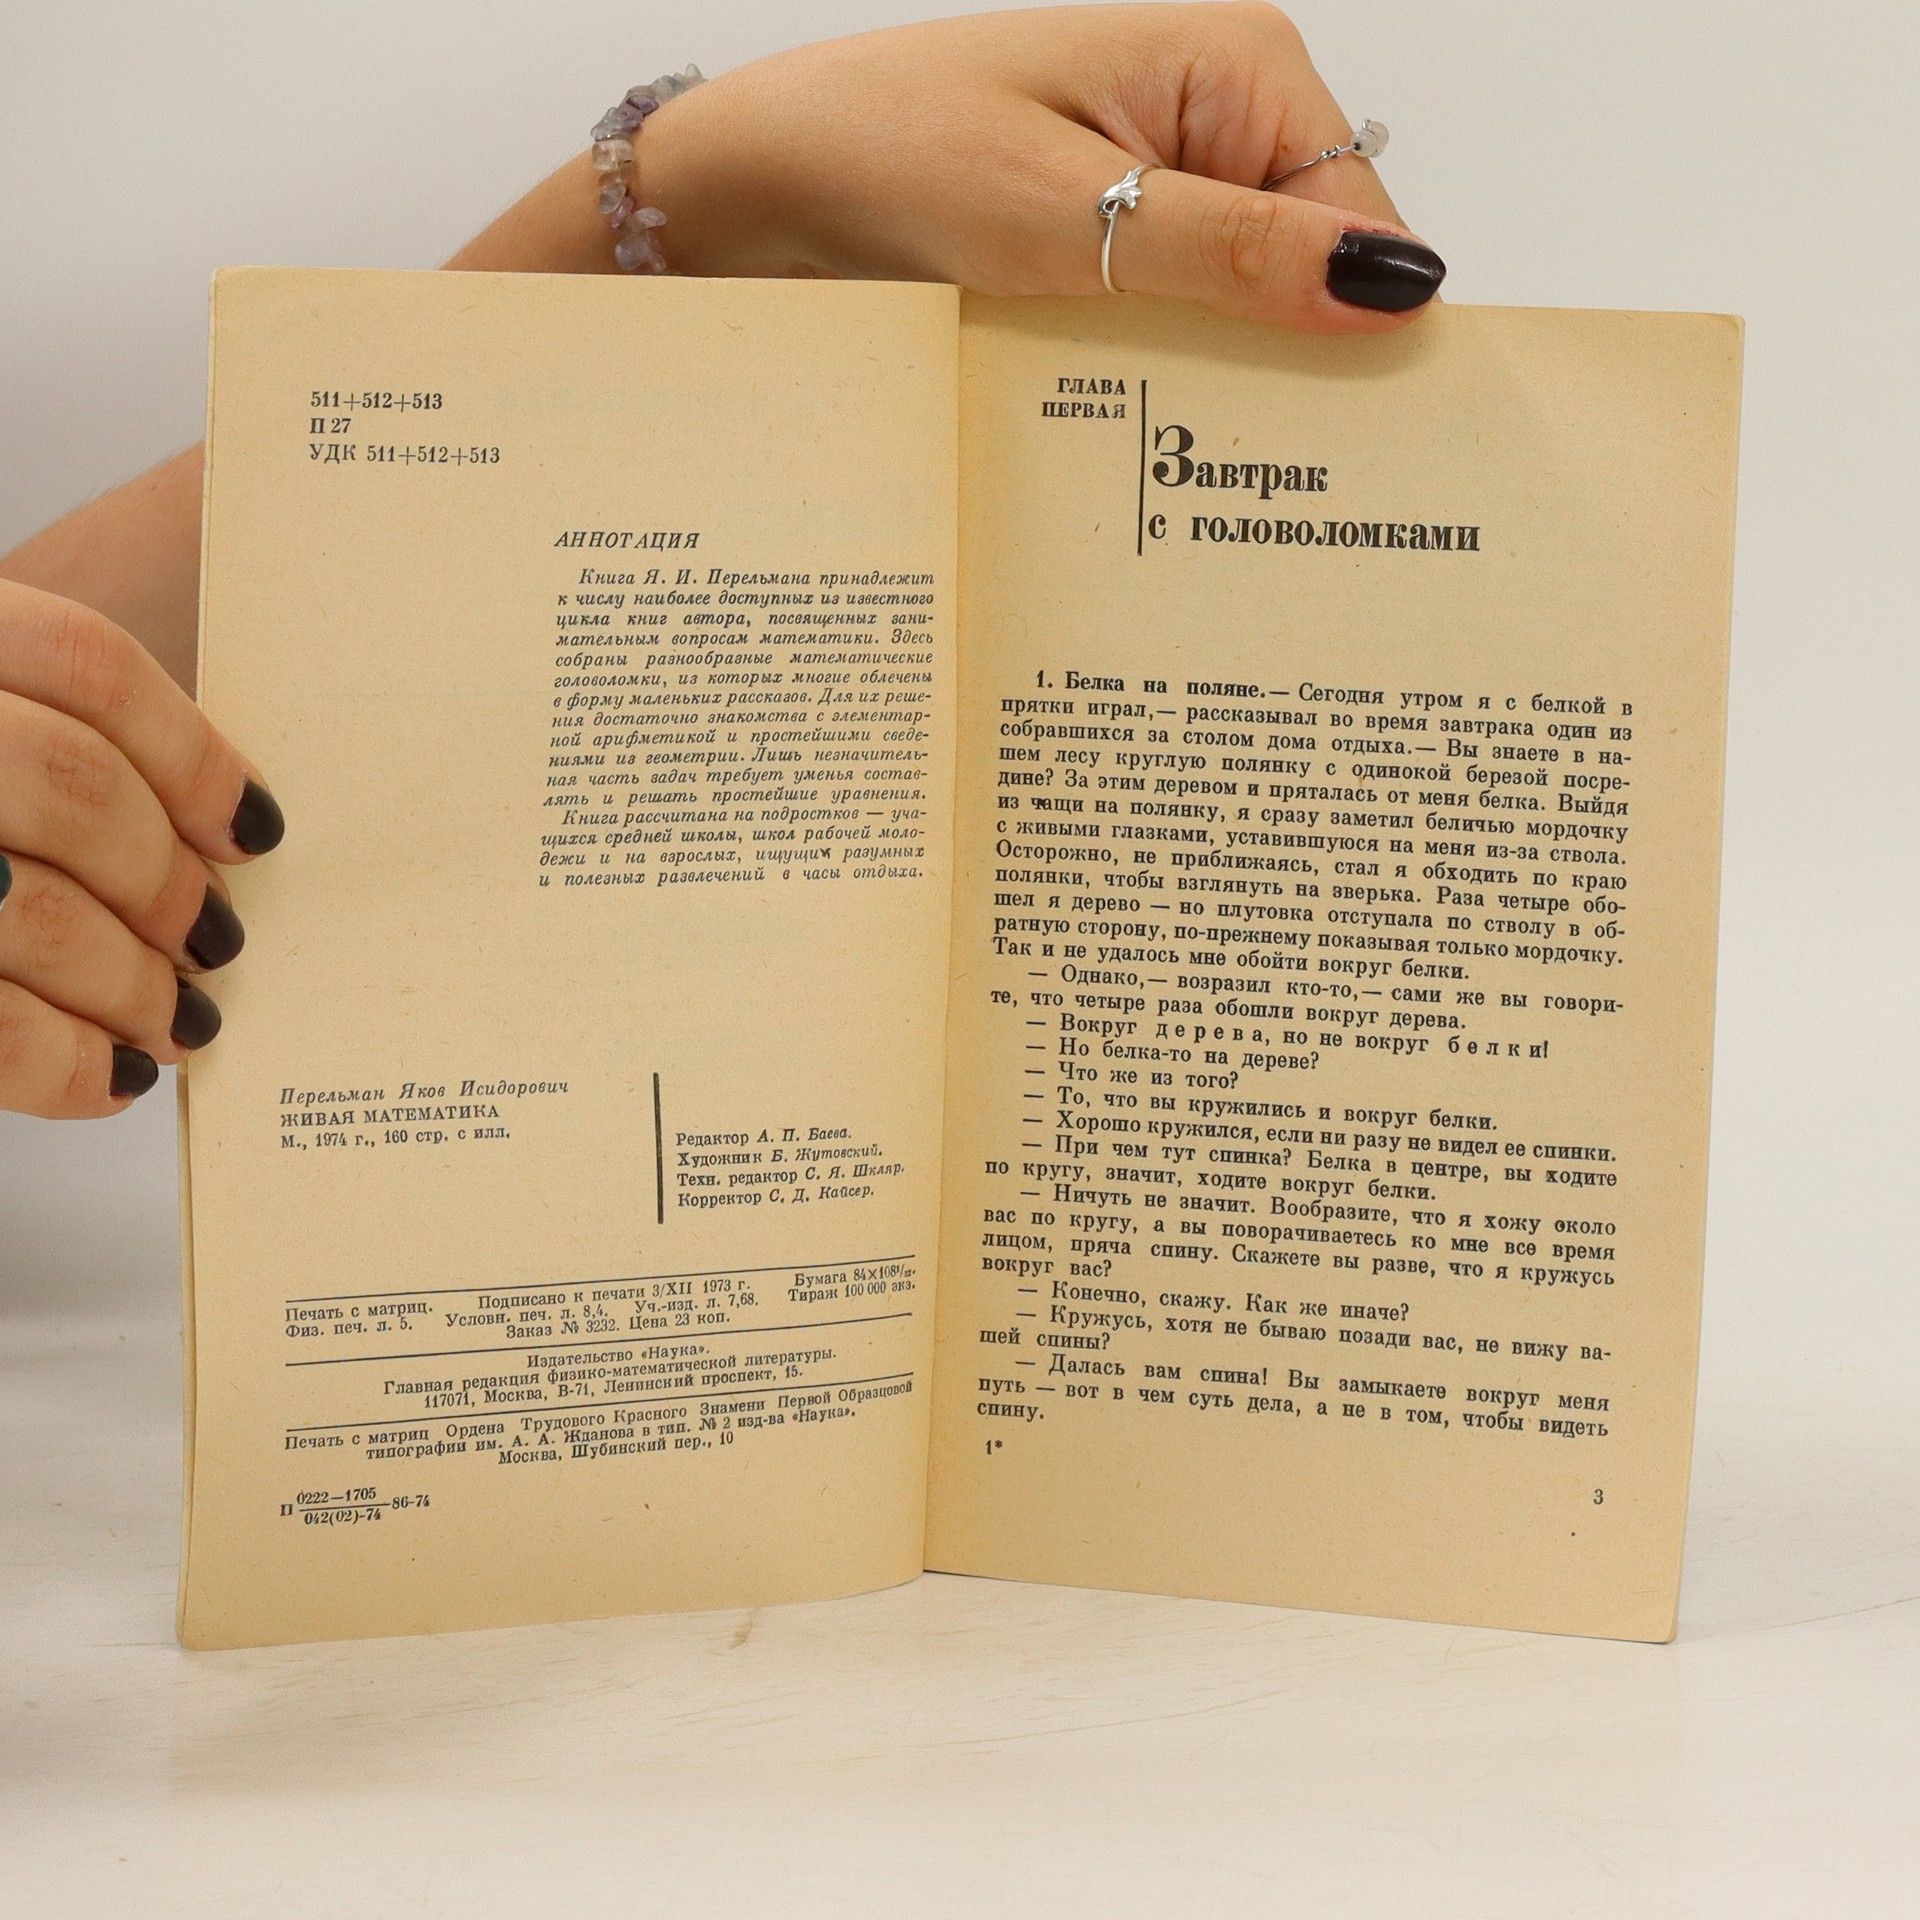 511+512+513
П 27
УДК 511+512+513
АННОТАЦИЯ
Книга Я. И. Перельмана принадлежит
к числу наиболее доступных из известного
цикла книг автора, посвященных зани-
мательным вопросам математики. Здесь
собраны разнообразные математические
головоломки, из которых многие облечены
в форму маленьких рассказов. Для их реше-
ния достаточно знакомства с элементар-
ной арифметикой и простейшими сведе-
ниями из геометрии. Лишь незначитель-
ная часть задач требует уменья состав-
лять и решать простейшие уравнения.
Книга рассчитана на подростков — уча-
щихся средней школы, школ рабочей моло-
дежи и на взрослых, ищущих разумных
и полезных развлечений в часы отдыха.
Перельман Яков Исидорович
ЖИВАЯ МАТЕМАТИКА
М., 1974 г., 160 стр. с илл.
Редактор А. П. Баева.
Художник Б. Жутовский.
Техн. редактор С. Я. Шкляр.
Корректор С. Д. Кайсер.
Печать с матриц. Подписано к печати 3/XII 1973 г. Бумага 84×108¹/₃₂.
Физ. печ. л. 5. Условн. печ. л. 8,4. Уч.-изд. л. 7,68. Тираж 100 000 экз.
Заказ № 3232. Цена 23 коп.
Издательство «Наука».
Главная редакция физико-математической литературы.
117071, Москва, В-71, Ленинский проспект, 15.
Печать с матриц Ордена Трудового Красного Знамени Первой Образцовой
типографии им. А. А. Жданова в тип. № 2 изд-ва «Наука».
Москва, Шубинский пер., 10
П 0222—1705
042(02)-74 86-74
ГЛАВА
ПЕРВАЯ
Завтрак
с головоломками
1. Белка на поляне.— Сегодня утром я с белкой в
прятки играл,— рассказывал во время завтрака один из
собравшихся за столом дома отдыха.— Вы знаете в на-
шем лесу круглую полянку с одинокой березой посре-
дине? За этим деревом и пряталась от меня белка. Выйдя
из чащи на полянку, я сразу заметил беличью мордочку
с живыми глазками, уставившуюся на меня из-за ствола.
Осторожно, не приближаясь, стал я обходить по краю
полянки, чтобы взглянуть на зверька. Раза четыре обо-
шел я дерево — но плутовка отступала по стволу в об-
ратную сторону, по-прежнему показывая только мордочку.
Так и не удалось мне обойти вокруг белки.
— Однако,— возразил кто-то,— сами же вы говори-
те, что четыре раза обошли вокруг дерева.
— Вокруг дерева, но не вокруг белки!
— Но белка-то на дереве?
— Что же из того?
— То, что вы кружились и вокруг белки.
— Хорошо кружился, если ни разу не видел ее спинки.
— При чем тут спинка? Белка в центре, вы ходите
по кругу, значит, ходите вокруг белки.
— Ничуть не значит. Вообразите, что я хожу около
вас по кругу, а вы поворачиваетесь ко мне все время
лицом, пряча спину. Скажете вы разве, что я кружусь
вокруг вас?
— Конечно, скажу. Как же иначе?
— Кружусь, хотя не бываю позади вас, не вижу ва-
шей спины?
— Далась вам спина! Вы замыкаете вокруг меня
путь — вот в чем суть дела, а не в том, чтобы видеть
спину.
1*
3